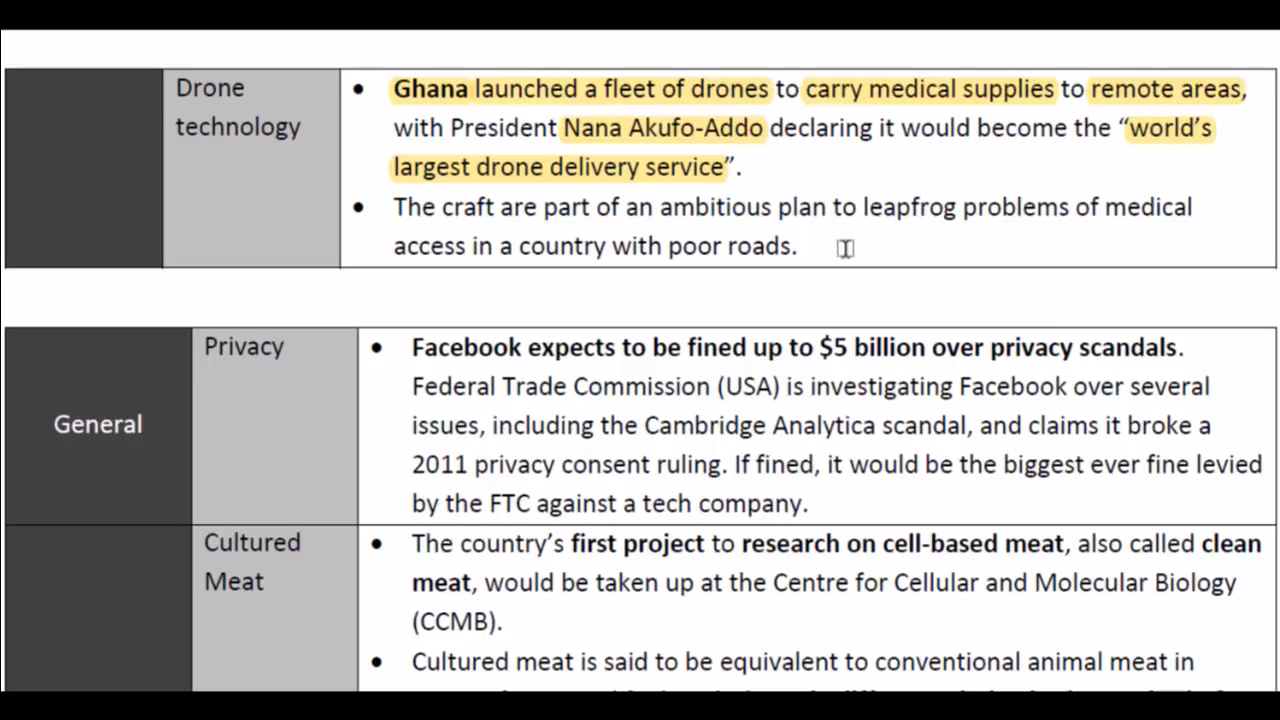 Drone
technology
• Ghana launched a fleet of drones to carry medical supplies to remote areas,
with President Nana Akufo-Addo declaring it would become the “world’s
largest drone delivery service”.
• The craft are part of an ambitious plan to leapfrog problems of medical
access in a country with poor roads.
General
Privacy
• Facebook expects to be fined up to $5 billion over privacy scandals.
Federal Trade Commission (USA) is investigating Facebook over several
issues, including the Cambridge Analytica scandal, and claims it broke a
2011 privacy consent ruling. If fined, it would be the biggest ever fine levied
by the FTC against a tech company.
Cultured
Meat
• The country’s first project to research on cell-based meat, also called clean
meat, would be taken up at the Centre for Cellular and Molecular Biology
(CCMB).
• Cultured meat is said to be equivalent to conventional animal meat in